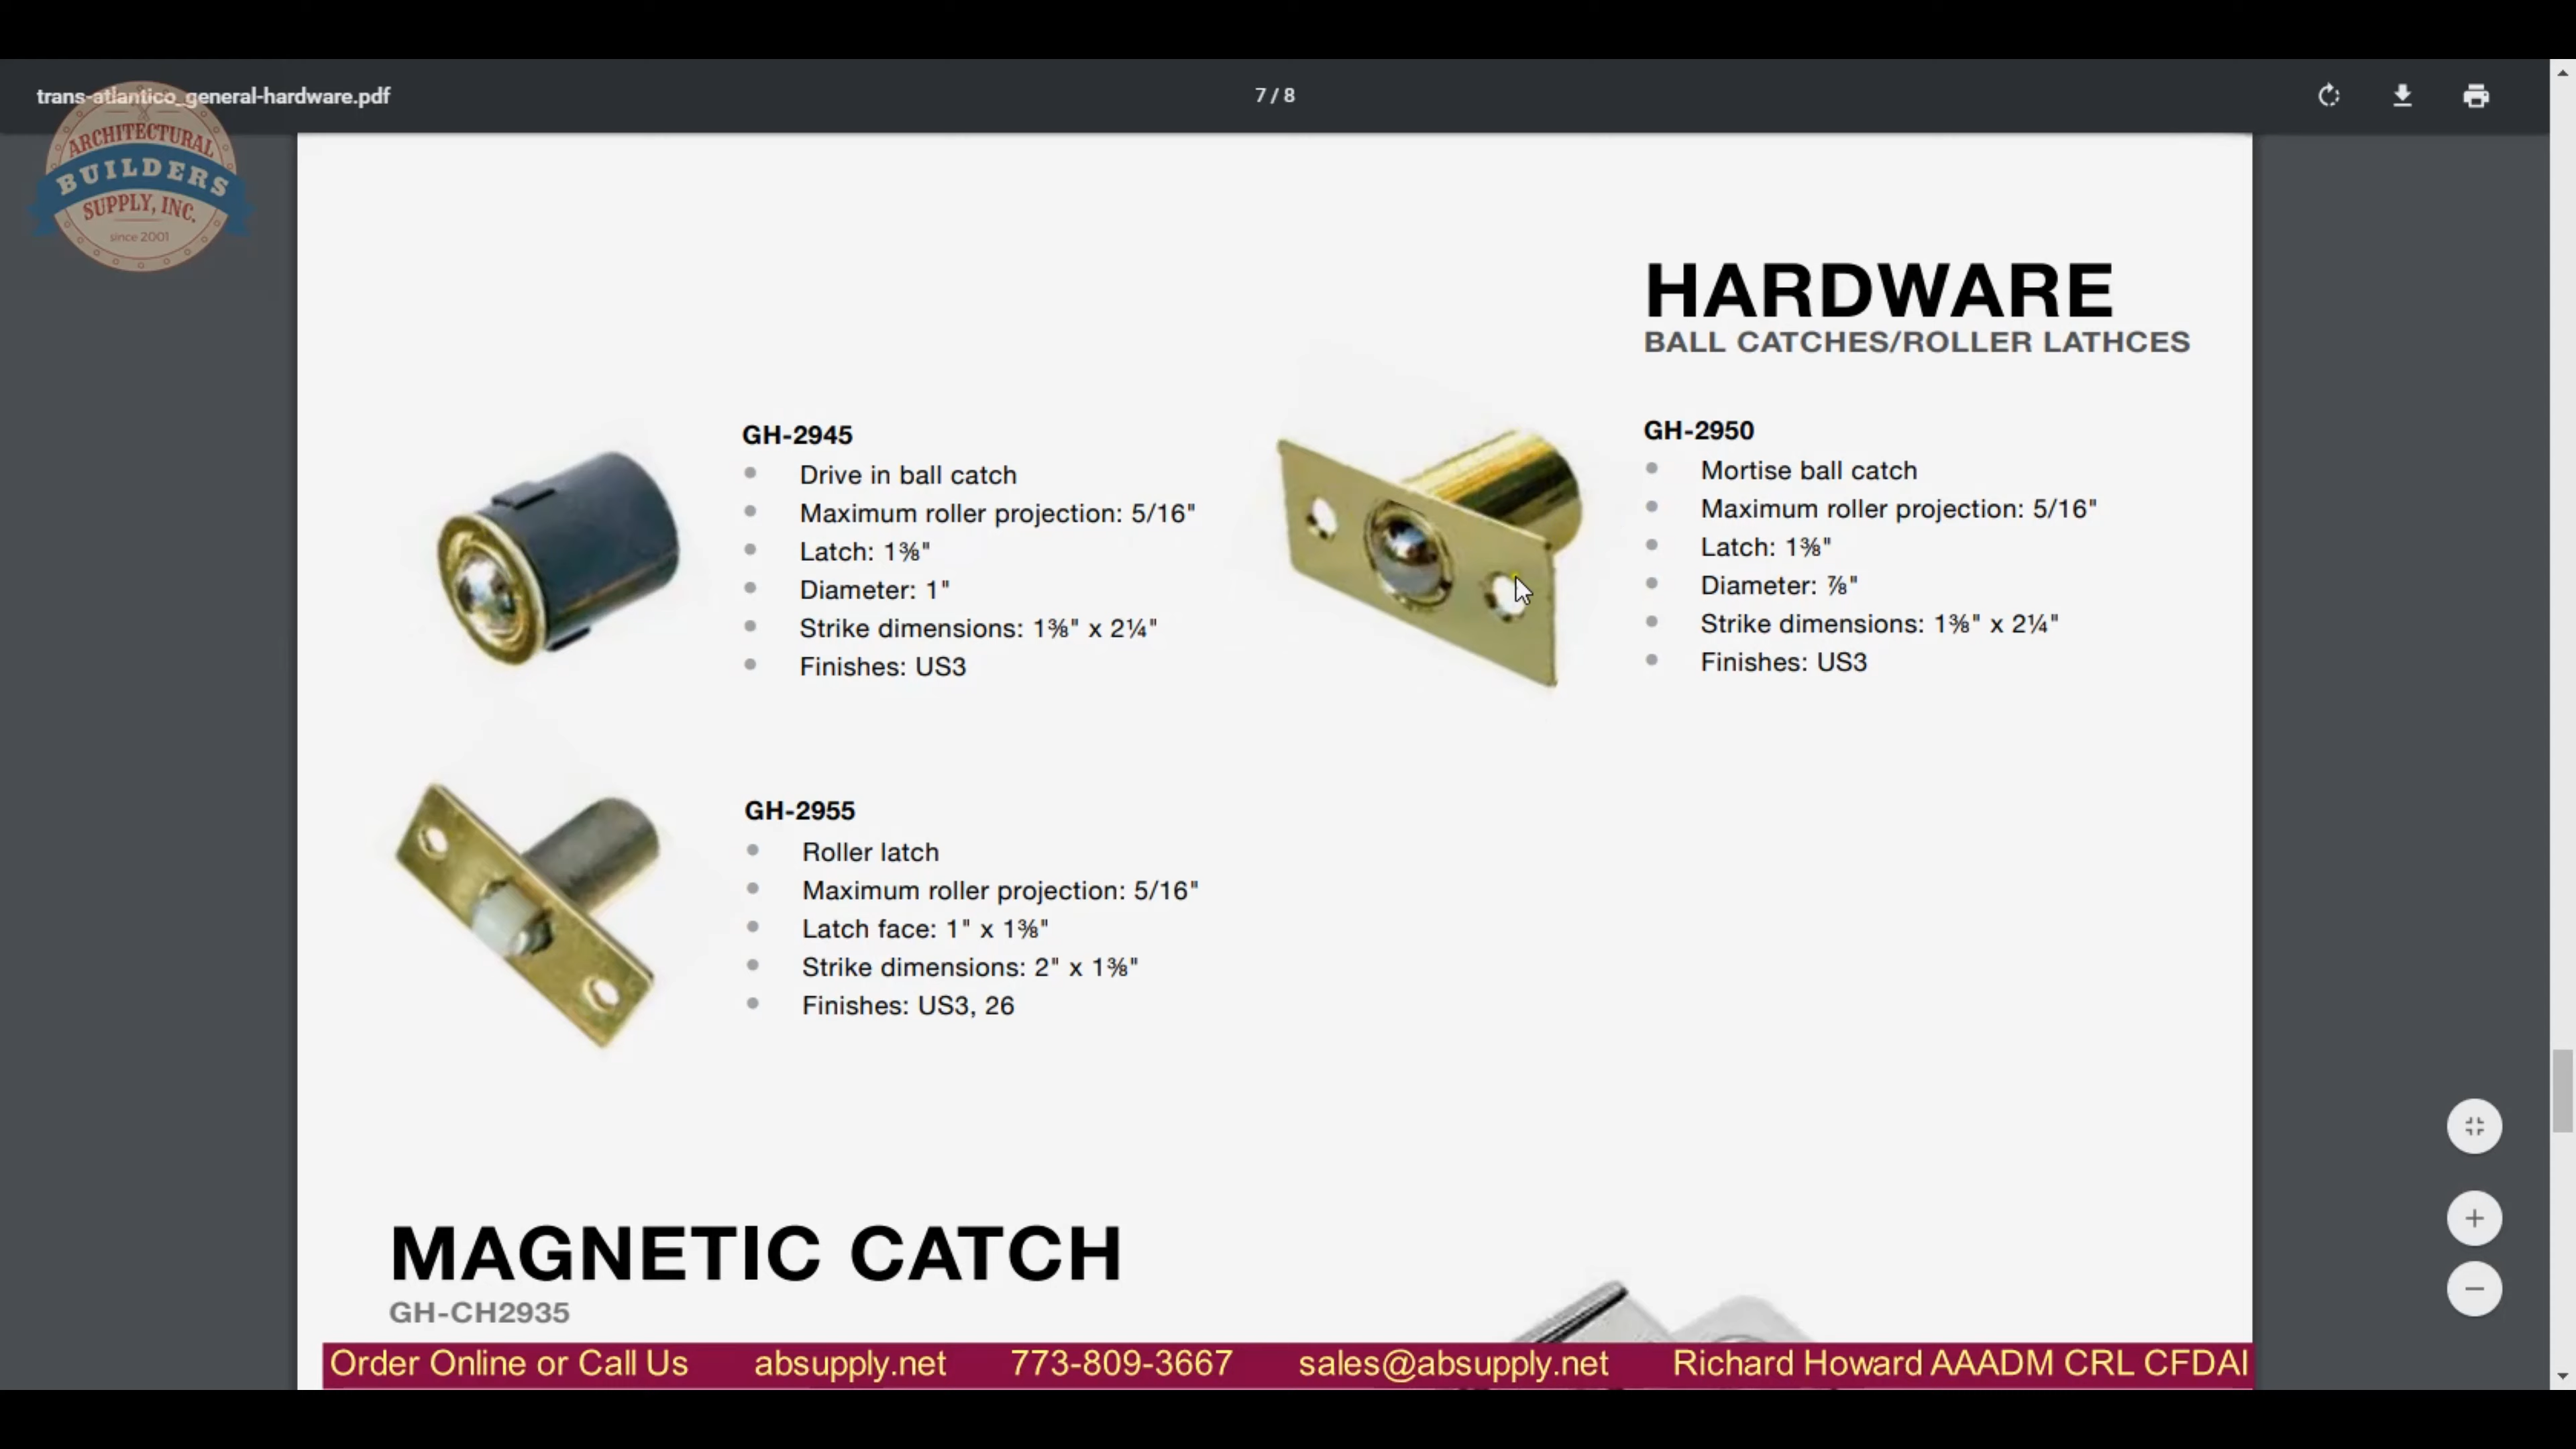 trans-atlantico_general-hardware.pdf
7 / 8
ARCHITECTURAL
BUILDERS
SUPPLY, INC.
since 2001
HARDWARE
BALL CATCHES/ROLLER LATHCES
GH-2945
Drive in ball catch
Maximum roller projection: 5/16"
Latch: 1⅜"
Diameter: 1"
Strike dimensions: 1⅜" x 2¼"
Finishes: US3
GH-2950
Mortise ball catch
Maximum roller projection: 5/16"
Latch: 1⅜"
Diameter: ⅞"
Strike dimensions: 1⅜" x 2¼"
Finishes: US3
GH-2955
Roller latch
Maximum roller projection: 5/16"
Latch face: 1" x 1⅜"
Strike dimensions: 2" x 1⅜"
Finishes: US3, 26
MAGNETIC CATCH
GH-CH2935
Order Online or Call Us absupply.net 773-809-3667 sales@absupply.net Richard Howard AAADM CRL CFDAI